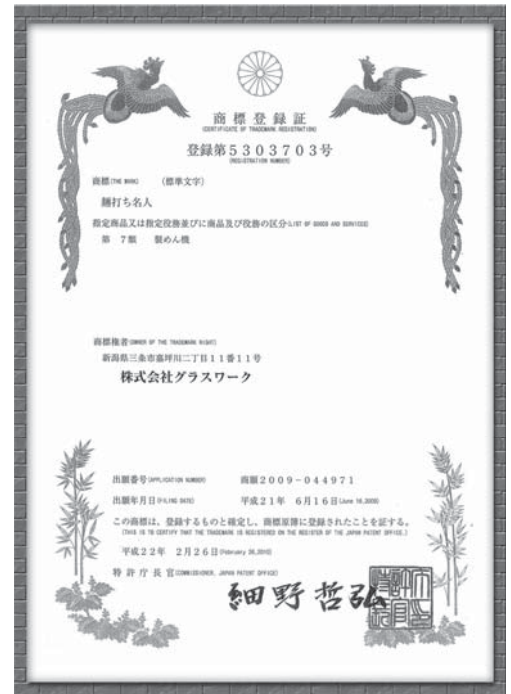 商標登録証
(CERTIFICATE OF TRADEMARK REGISTRATION)
登録第5303703号
(REGISTRATION NUMBER)
商標(THE MARK) (標準文字)
麺打ち名人
指定商品又は指定役務並びに商品及び役務の区分(LIST OF GOODS AND SERVICES)
第 7類 製めん機
商標権者(OWNER OF THE TRADEMARK RIGHT)
新潟県三条市嘉坪川二丁目11番11号
株式会社グラスワーク
出願番号(APPLICATION NUMBER) 商願2009-044971
出願年月日(FILING DATE) 平成21年 6月16日(June 16,2009)
この商標は、登録するものと確定し、商標原簿に登録されたことを証する。
(THIS IS TO CERTIFY THAT THE TRADEMARK IS REGISTERED ON THE REGISTER OF THE JAPAN PATENT OFFICE.)
平成22年 2月26日(February 26,2010)
特許庁長官(COMMISSIONER, JAPAN PATENT OFFICE)
細野哲弘